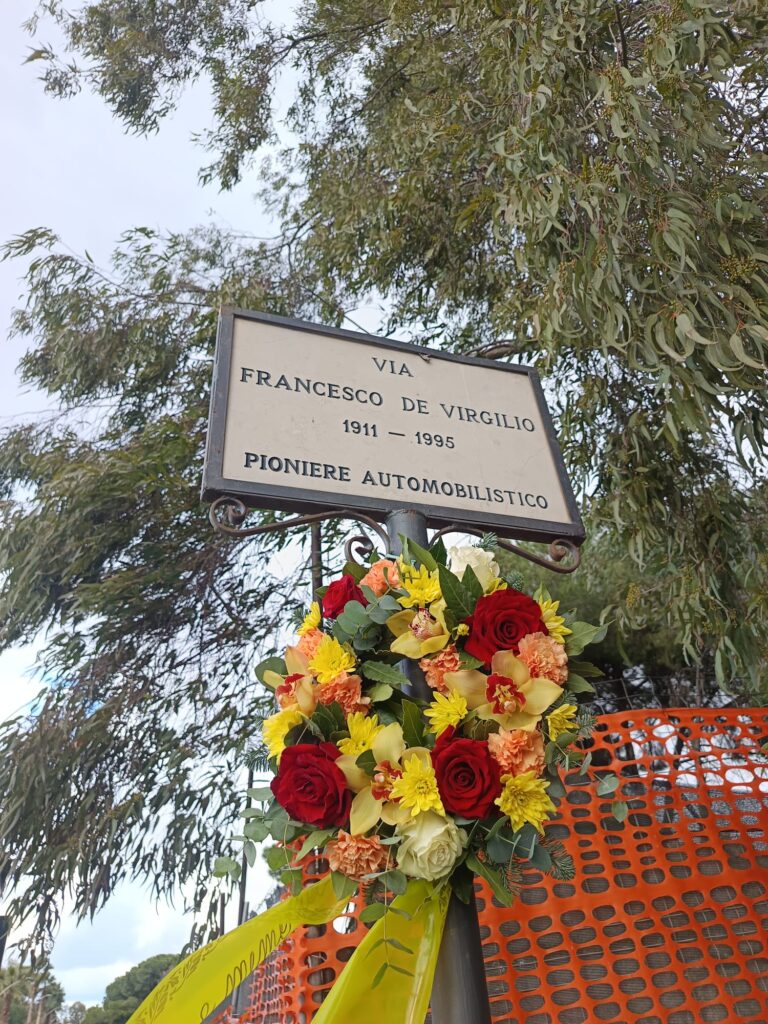 VIA
FRANCESCO DE VIRGILIO
1911 — 1995
PIONIERE AUTOMOBILISTICO